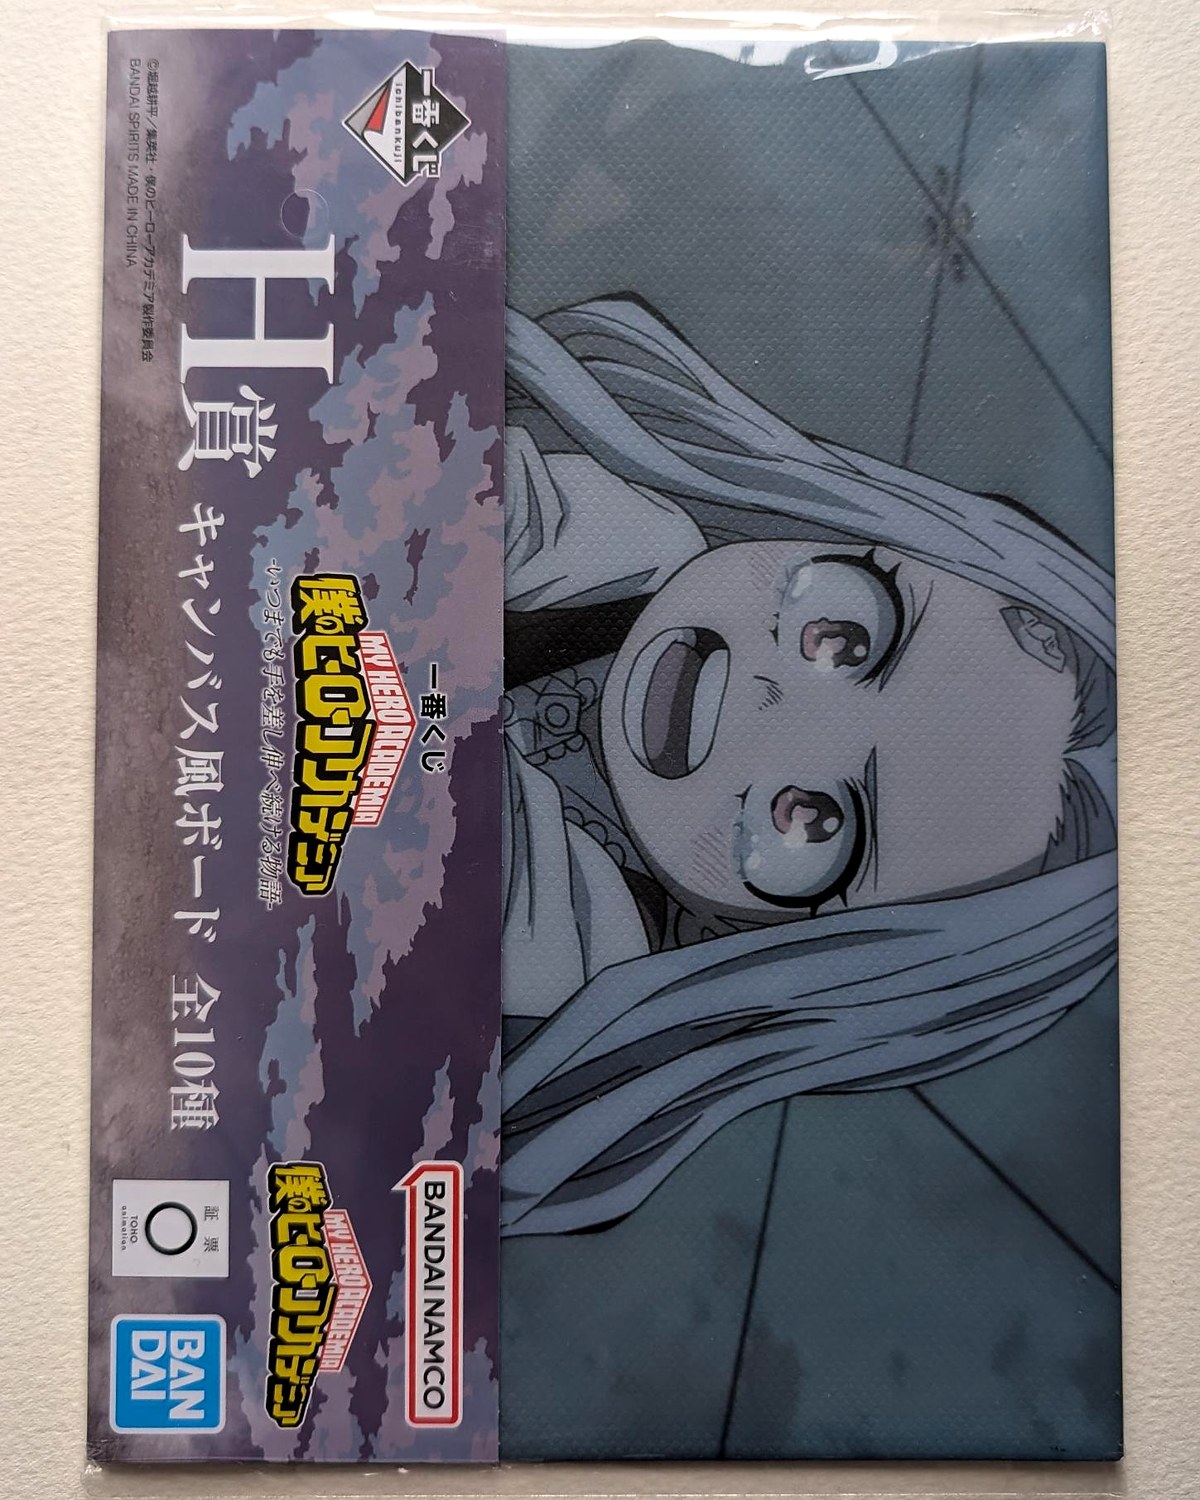 一番くじ
ichibankuji
H賞
キャンバス風ボード 全10種
一番くじ
僕のヒーローアカデミア
MY HERO ACADEMIA
-いつまでも手を差し伸べ続ける物語-
BANDAI NAMCO
僕のヒーローアカデミア
MY HERO ACADEMIA
証 票
TOHO
animation
BAN
DAI
©堀越耕平／集英社・僕のヒーローアカデミア製作委員会
BANDAI SPIRITS MADE IN CHINA